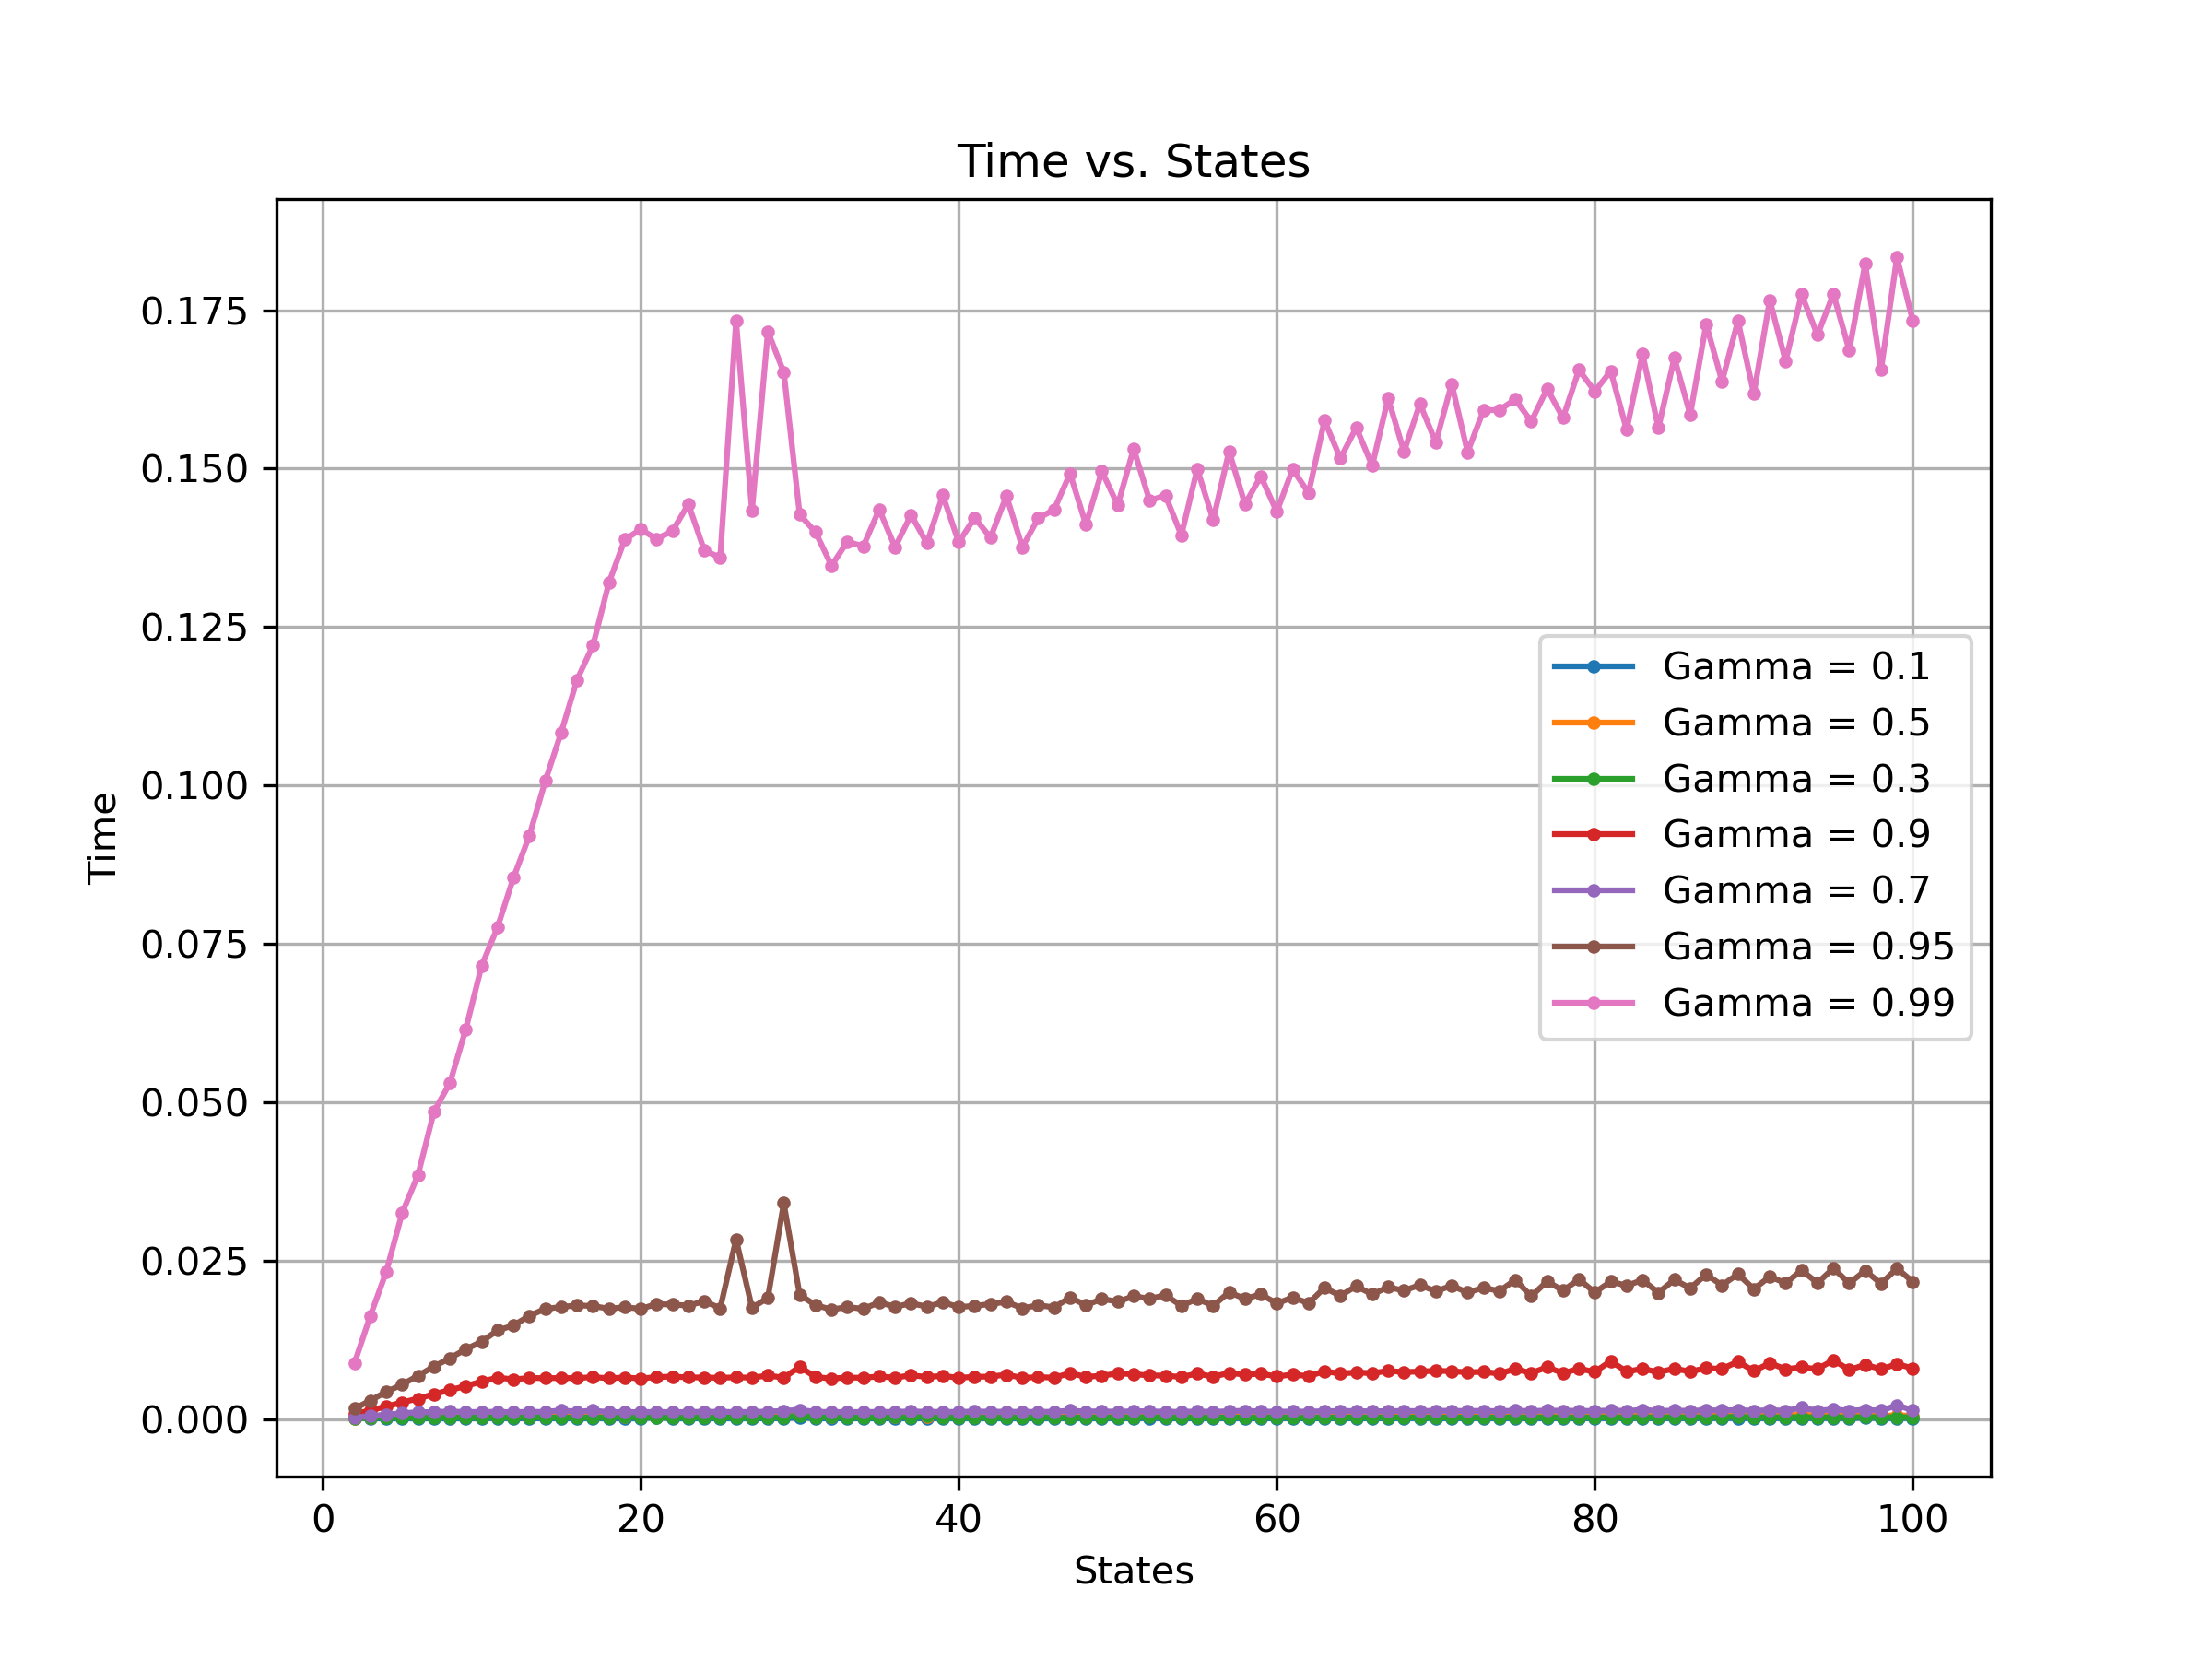 Time vs. States
0.175
0.150
0.125
0.100
0.075
0.050
0.025
0.000
Time
Gamma = 0.1
Gamma = 0.5
Gamma = 0.3
Gamma = 0.9
Gamma = 0.7
Gamma = 0.95
Gamma = 0.99
0 20 40 60 80 100
States